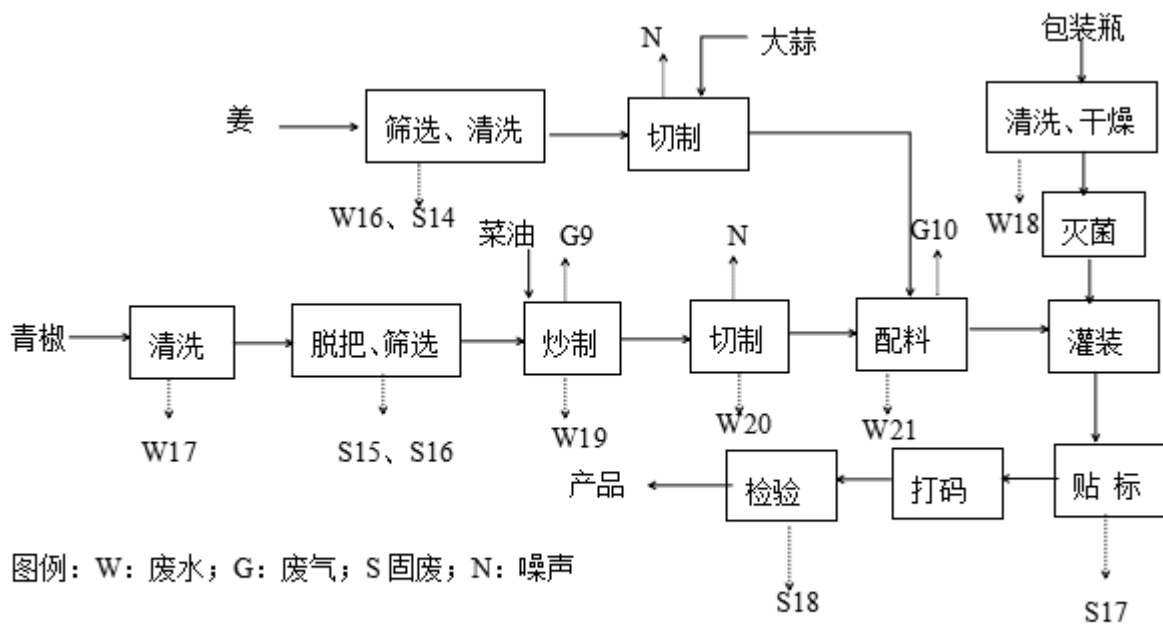 N
大蒜
包装瓶
姜
筛选、清洗
切制
清洗、干燥
W16、S14
W18
灭菌
菜油
G9
N
G10
青椒
清洗
脱把、筛选
炒制
切制
配料
灌装
W17
S15、S16
W19
W20
W21
产品
检验
打码
贴 标
图例：W：废水；G：废气；S 固废；N：噪声
S18
S17